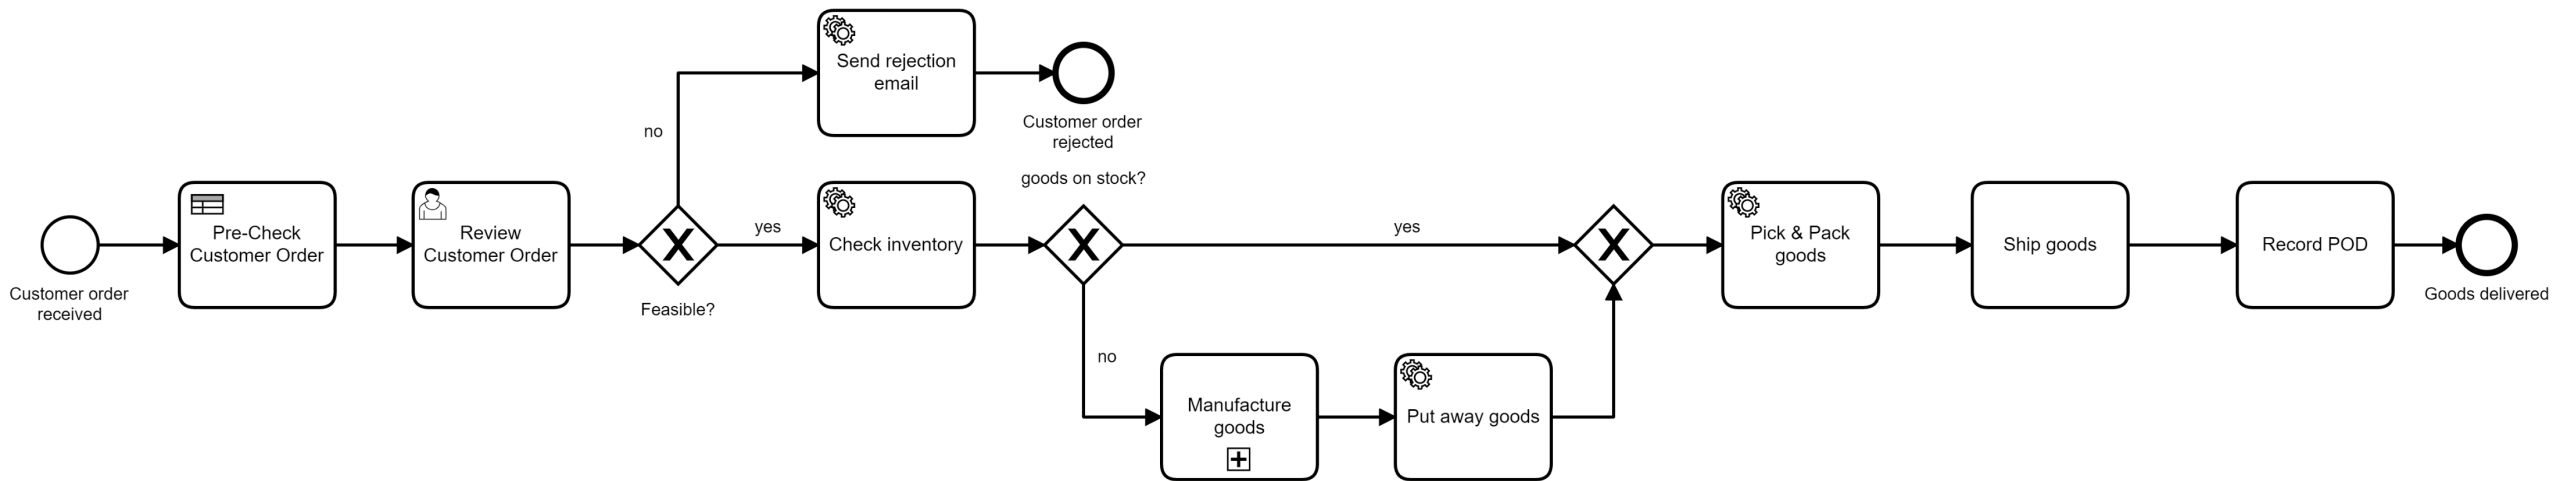 Send rejection
email
Customer order
rejected
no
goods on stock?
Customer order
received
Pre-Check
Customer Order
Review
Customer Order
Feasible?
yes
Check inventory
yes
no
Manufacture
goods
Put away goods
Pick & Pack
goods
Ship goods
Record POD
Goods delivered